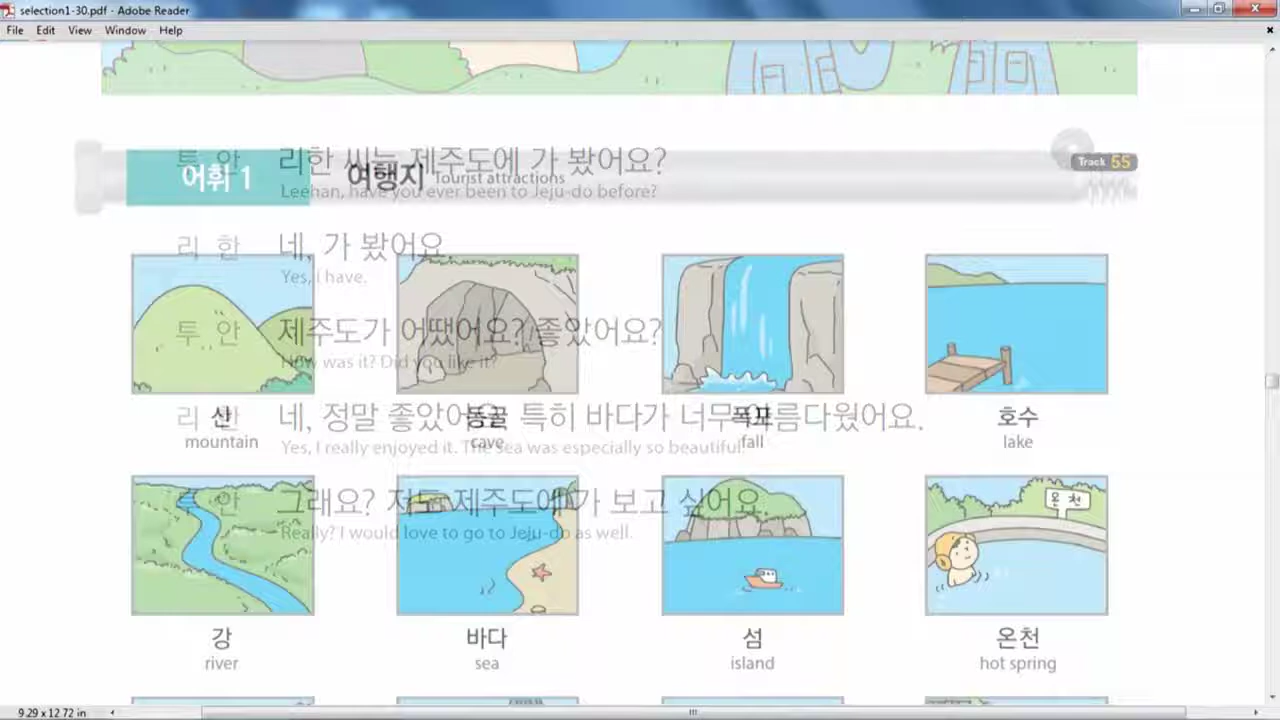 selection1-30.pdf - Adobe Reader
File Edit View Window Help
투 안 리한 씨는 제주도에 가 봤어요?
Leehan, have you ever been to Jeju-do before?
어휘 1 여행지 Tourist attractions
Track 55
리 한 네, 가 봤어요.
Yes, I have.
온천
투 안 제주도가 어땠어요? 좋았어요?
How was it? Did you like it?
리 한 네, 정말 좋았어요. 특히 바다가 너무 아름다웠어요.
Yes, I really enjoyed it. The sea was especially so beautiful.
산 동굴 폭포 호수
mountain cave fall lake
투 안 그래요? 저도 제주도에 가 보고 싶어요.
Really? I would love to go to Jeju-do as well.
강 바다 섬 온천
river sea island hot spring
9.29 x 12.72 in